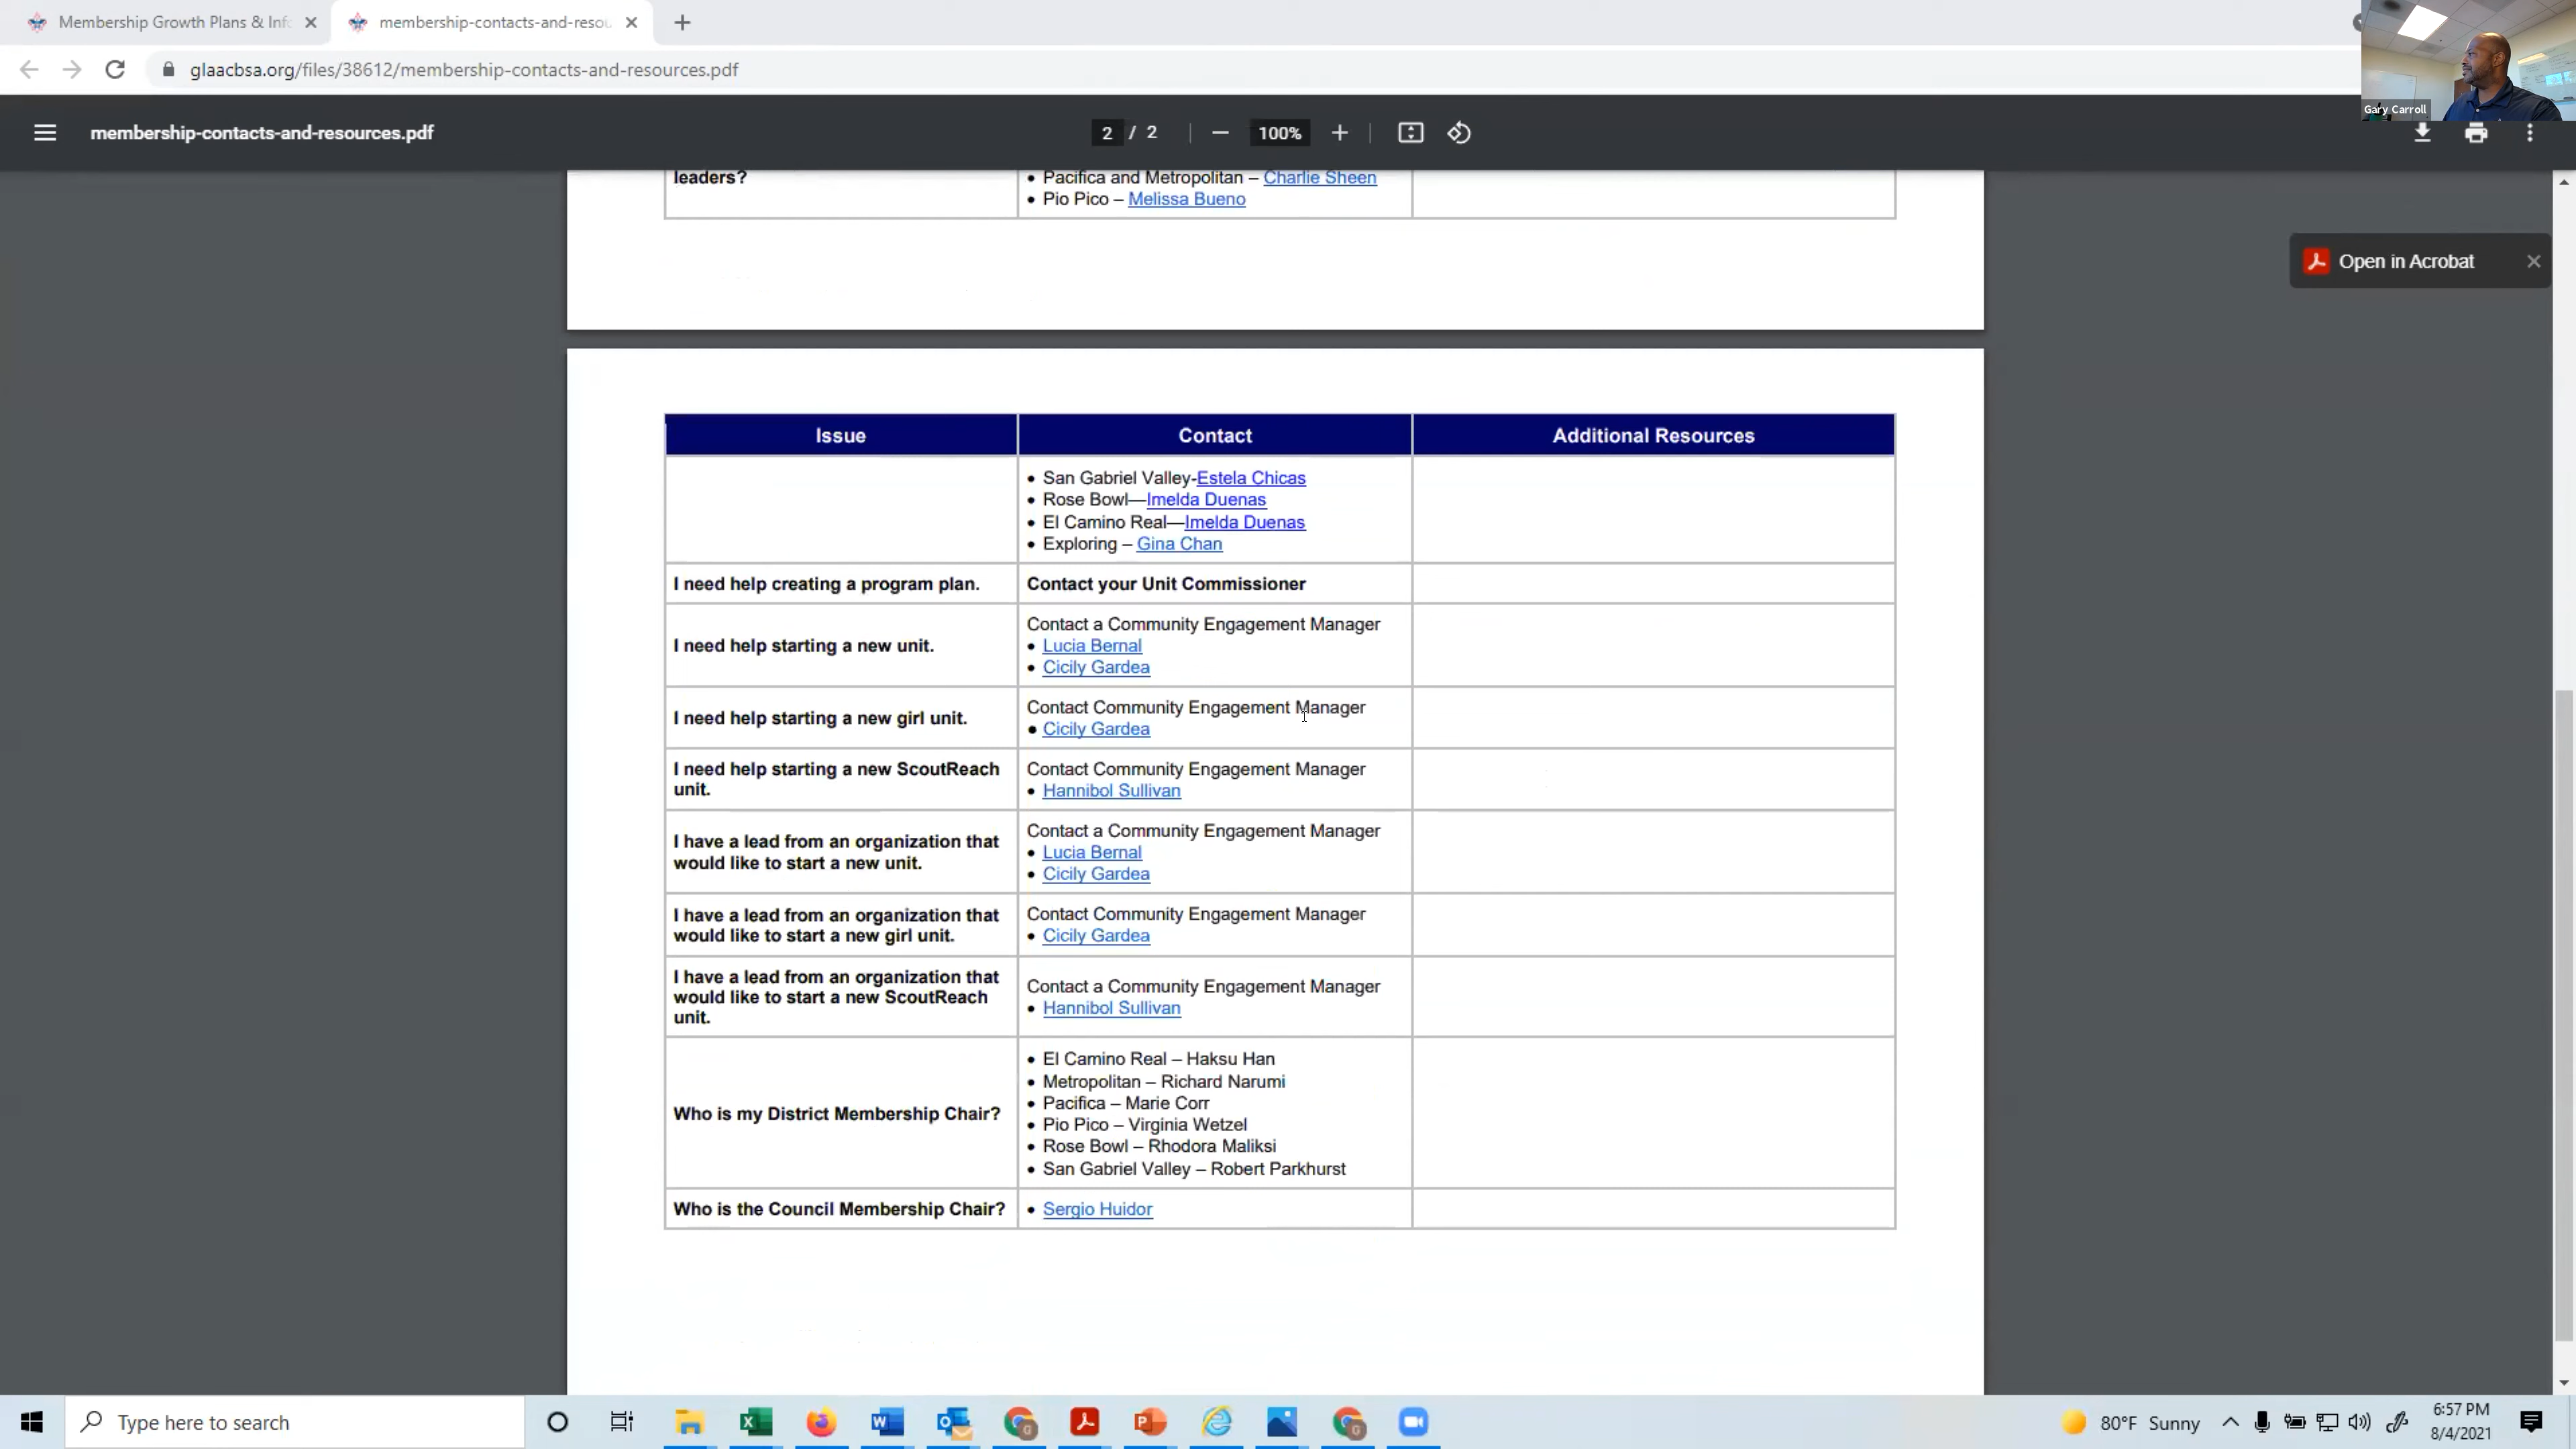 Membership Growth Plans & Inf
membership-contacts-and-resou
glaacbsa.org/files/38612/membership-contacts-and-resources.pdf
Gary Carroll
membership-contacts-and-resources.pdf
2 / 2
100%
leaders?
• Pacifica and Metropolitan – Charlie Sheen
• Pio Pico – Melissa Bueno
Open in Acrobat
Issue
Contact
Additional Resources
• San Gabriel Valley-Estela Chicas
• Rose Bowl—Imelda Duenas
• El Camino Real—Imelda Duenas
• Exploring – Gina Chan
I need help creating a program plan.
Contact your Unit Commissioner
I need help starting a new unit.
Contact a Community Engagement Manager
• Lucia Bernal
• Cicily Gardea
I need help starting a new girl unit.
Contact Community Engagement Manager
• Cicily Gardea
I need help starting a new ScoutReach
unit.
Contact Community Engagement Manager
• Hannibol Sullivan
I have a lead from an organization that
would like to start a new unit.
Contact a Community Engagement Manager
• Lucia Bernal
• Cicily Gardea
I have a lead from an organization that
would like to start a new girl unit.
Contact Community Engagement Manager
• Cicily Gardea
I have a lead from an organization that
would like to start a new ScoutReach
unit.
Contact a Community Engagement Manager
• Hannibol Sullivan
Who is my District Membership Chair?
• El Camino Real – Haksu Han
• Metropolitan – Richard Narumi
• Pacifica – Marie Corr
• Pio Pico – Virginia Wetzel
• Rose Bowl – Rhodora Maliksi
• San Gabriel Valley – Robert Parkhurst
Who is the Council Membership Chair?
• Sergio Huidor
Type here to search
80°F Sunny
6:57 PM
8/4/2021